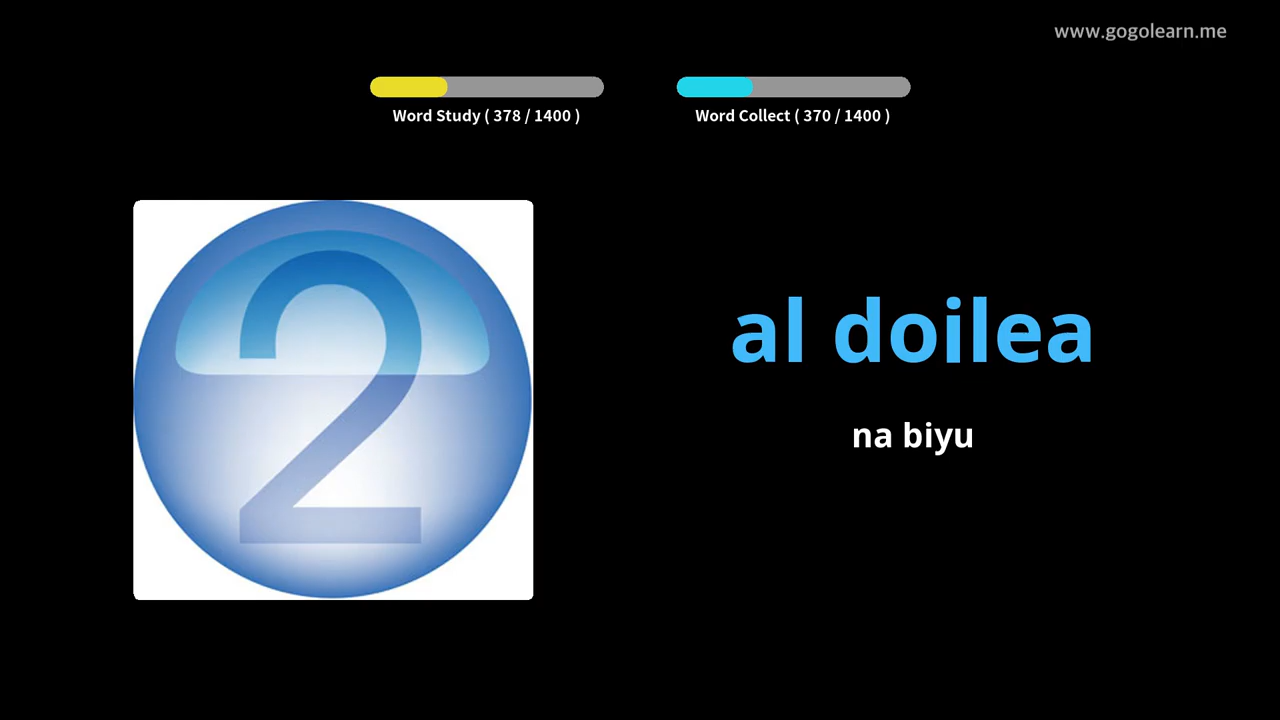 www.gogolearn.me
Word Study ( 378 / 1400 )
Word Collect ( 370 / 1400 )
2
al doilea
na biyu